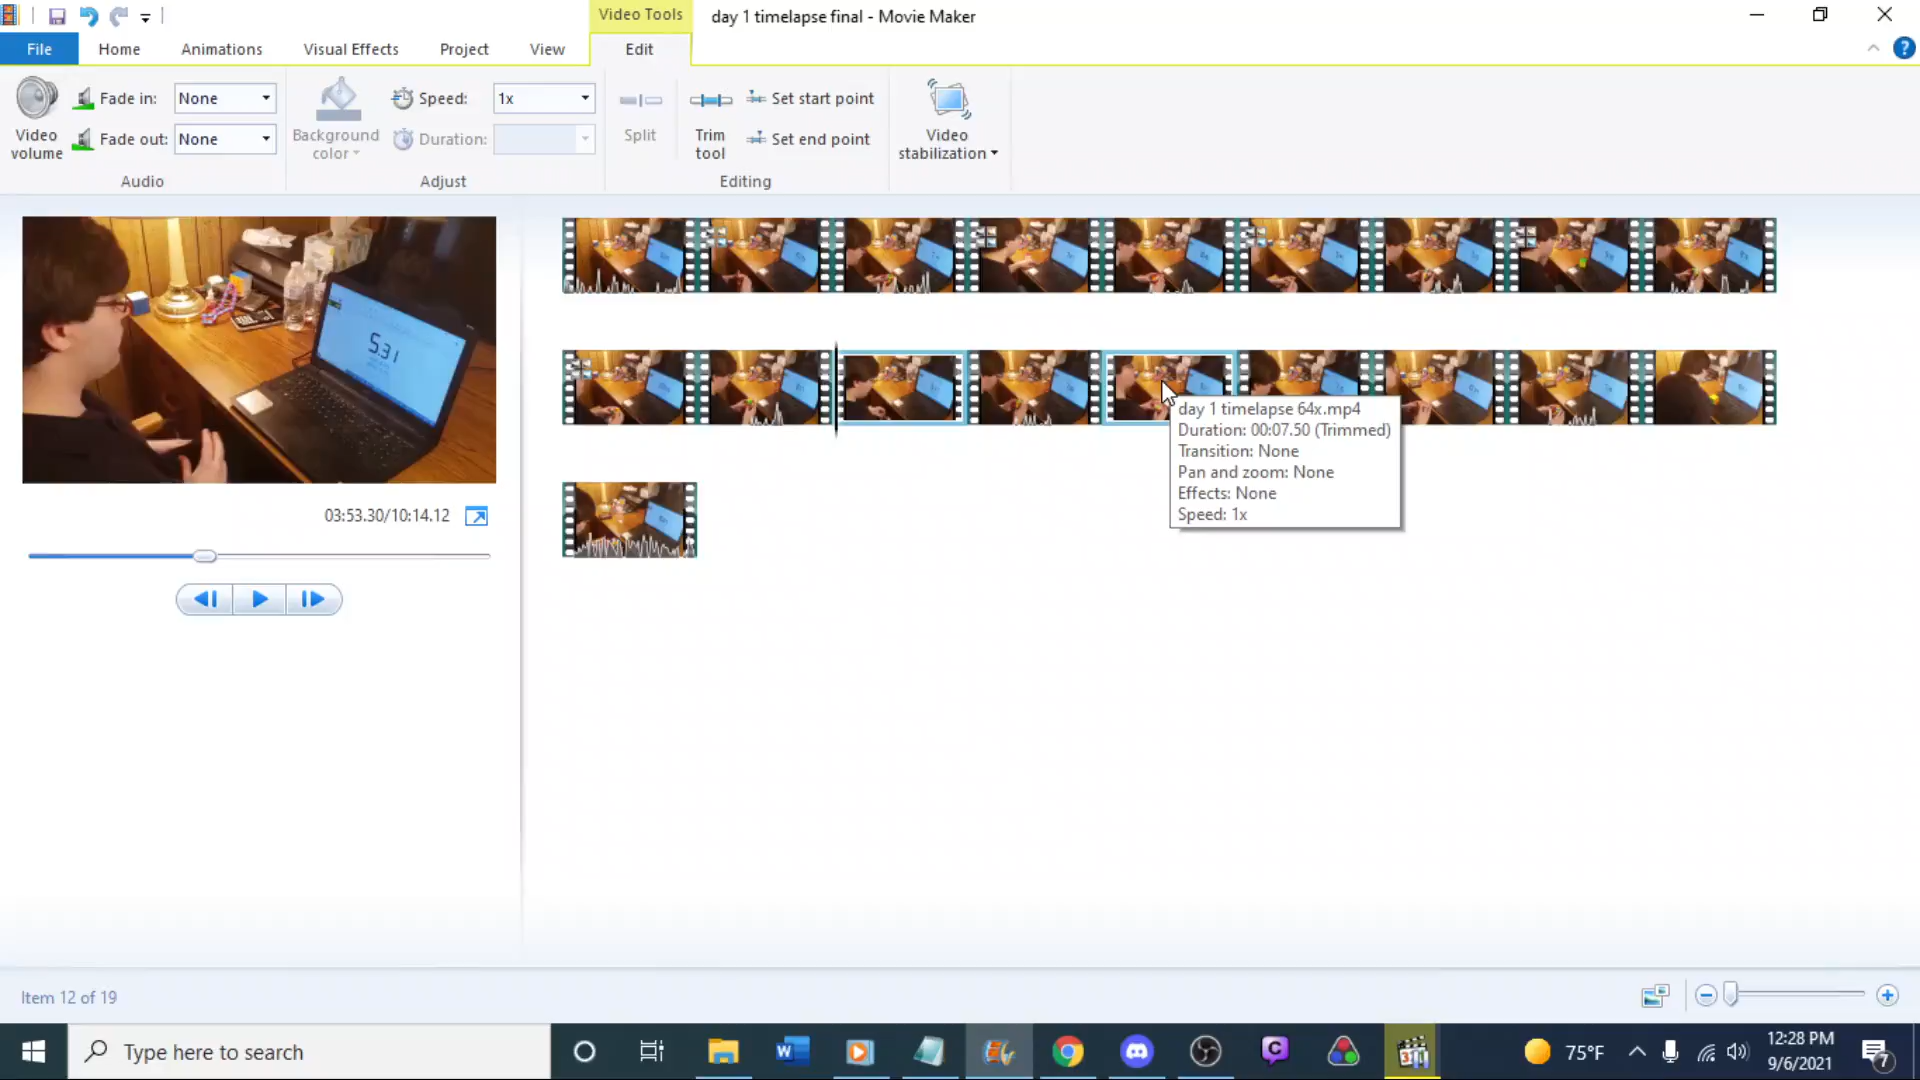 Video Tools
day 1 timelapse final - Movie Maker
File
Home
Animations
Visual Effects
Project
View
Edit
Video
volume
Fade in:
None
Fade out:
None
Audio
Background
color
Speed:
1x
Duration:
Adjust
Split
Trim
tool
Set start point
Set end point
Editing
Video
stabilization
5.31
03:53.30/10:14.12
day 1 timelapse 64x.mp4
Duration: 00:07.50 (Trimmed)
Transition: None
Pan and zoom: None
Effects: None
Speed: 1x
Item 12 of 19
Type here to search
75°F
12:28 PM
9/6/2021
7